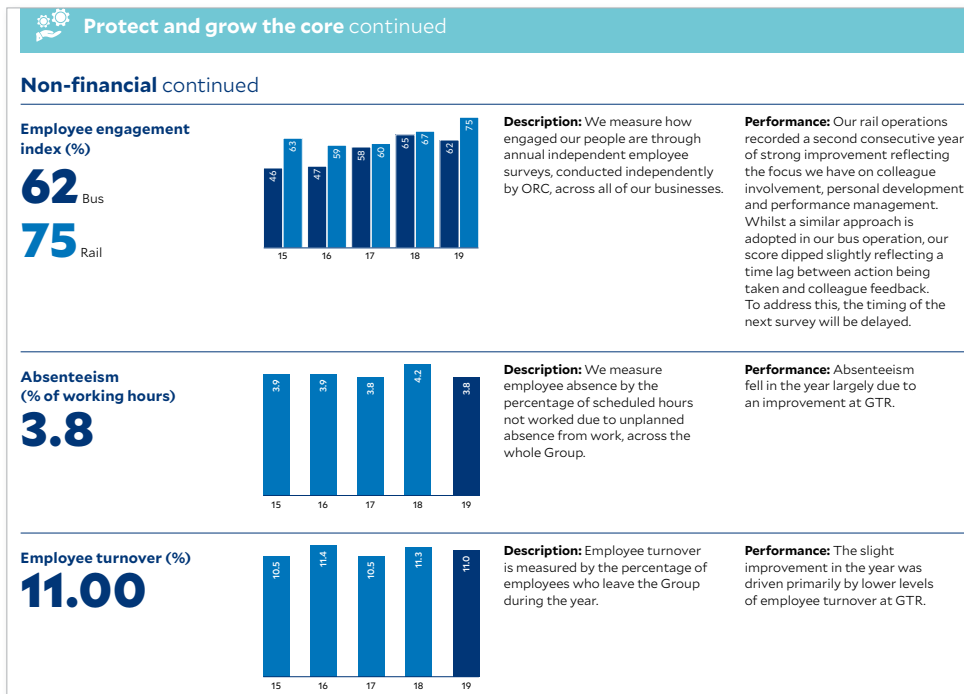 Protect and grow the core continued
Non-financial continued
Employee engagement
index (%)
62 Bus
75 Rail
46
63
47
59
58
60
65
67
62
75
15
16
17
18
19
Description: We measure how
engaged our people are through
annual independent employee
surveys, conducted independently
by ORC, across all of our businesses.
Performance: Our rail operations
recorded a second consecutive year
of strong improvement reflecting
the focus we have on colleague
involvement, personal development
and performance management.
Whilst a similar approach is
adopted in our bus operation, our
score dipped slightly reflecting a
time lag between action being
taken and colleague feedback.
To address this, the timing of the
next survey will be delayed.
Absenteeism
(% of working hours)
3.8
3.9
3.9
3.8
4.2
3.8
15
16
17
18
19
Description: We measure
employee absence by the
percentage of scheduled hours
not worked due to unplanned
absence from work, across the
whole Group.
Performance: Absenteeism
fell in the year largely due to
an improvement at GTR.
Employee turnover (%)
11.00
10.5
11.4
10.5
11.3
11.0
15
16
17
18
19
Description: Employee turnover
is measured by the percentage of
employees who leave the Group
during the year.
Performance: The slight
improvement in the year was
driven primarily by lower levels
of employee turnover at GTR.